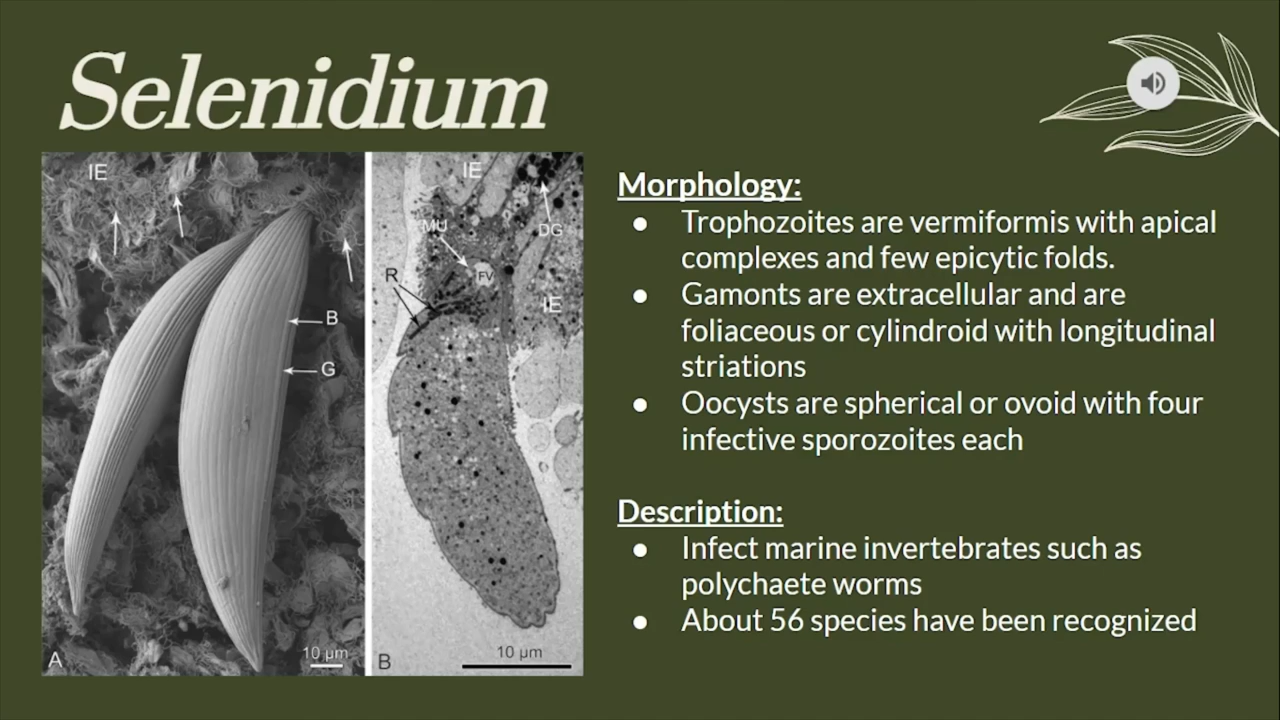 Selenidium
IE
B
G
A
10 µm
IE
MU
DG
R
FV
IE
B
10 µm
Morphology:
● Trophozoites are vermiformis with apical
complexes and few epicytic folds.
● Gamonts are extracellular and are
foliaceous or cylindroid with longitudinal
striations
● Oocysts are spherical or ovoid with four
infective sporozoites each
Description:
● Infect marine invertebrates such as
polychaete worms
● About 56 species have been recognized